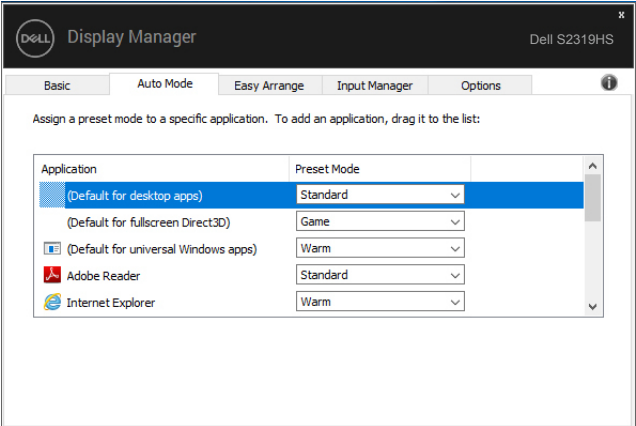 x
DELL Display Manager
Dell S2319HS
Basic Auto Mode Easy Arrange Input Manager Options i
Assign a preset mode to a specific application. To add an application, drag it to the list:
Application Preset Mode
(Default for desktop apps) Standard
(Default for fullscreen Direct3D) Game
(Default for universal Windows apps) Warm
Adobe Reader Standard
Internet Explorer Warm